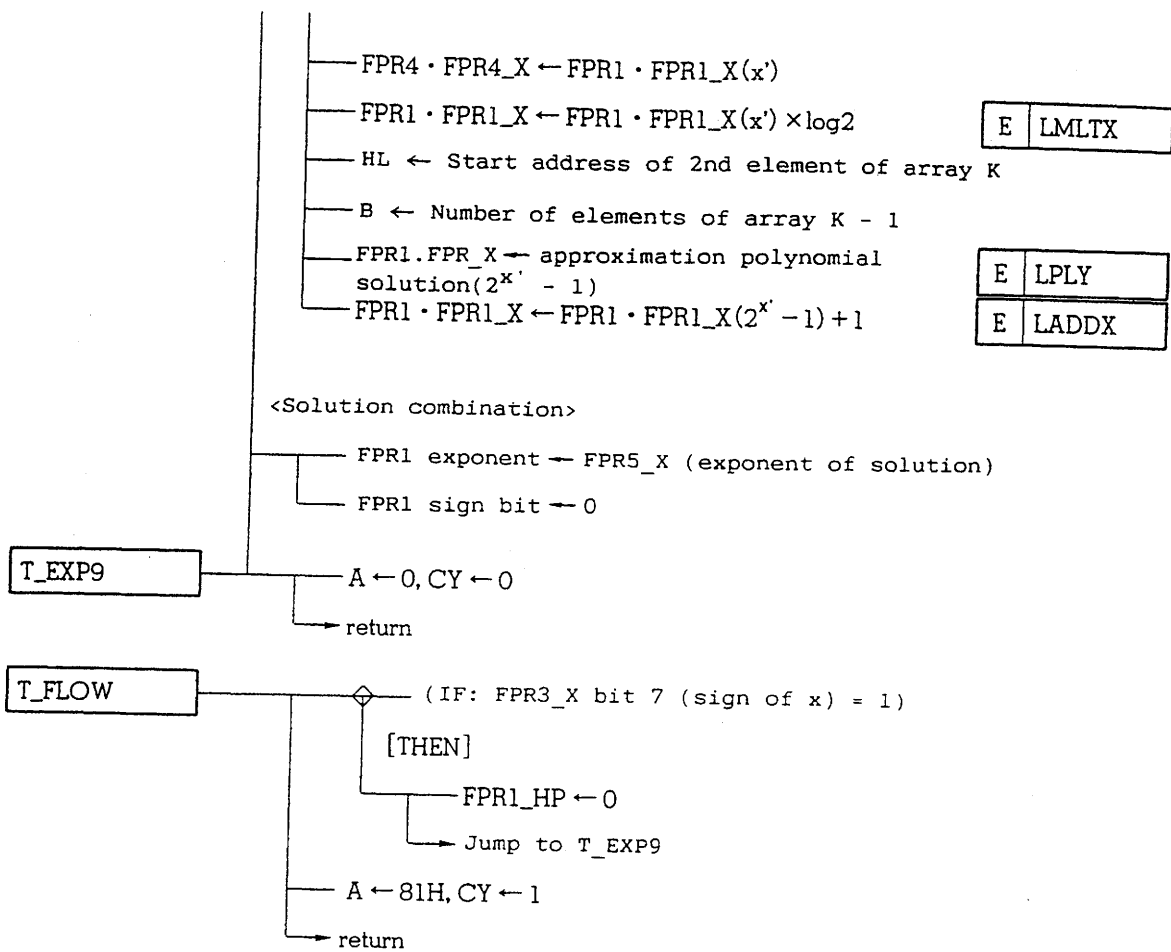 FPR4・FPR4_X ← FPR1・FPR1_X(x')
FPR1・FPR1_X ← FPR1・FPR1_X(x') ×log2
E LMLTX
HL ← Start address of 2nd element of array K
B ← Number of elements of array K - 1
FPR1.FPR_X ← approximation polynomial
solution(2^x' - 1)
E LPLY
FPR1・FPR1_X ← FPR1・FPR1_X(2^x' -1)+1
E LADDX
<Solution combination>
FPR1 exponent ← FPR5_X (exponent of solution)
FPR1 sign bit ← 0
T_EXP9
A ← 0, CY ← 0
return
T_FLOW
(IF: FPR3_X bit 7 (sign of x) = 1)
[THEN]
FPR1_HP ← 0
Jump to T_EXP9
A ← 81H, CY ← 1
return